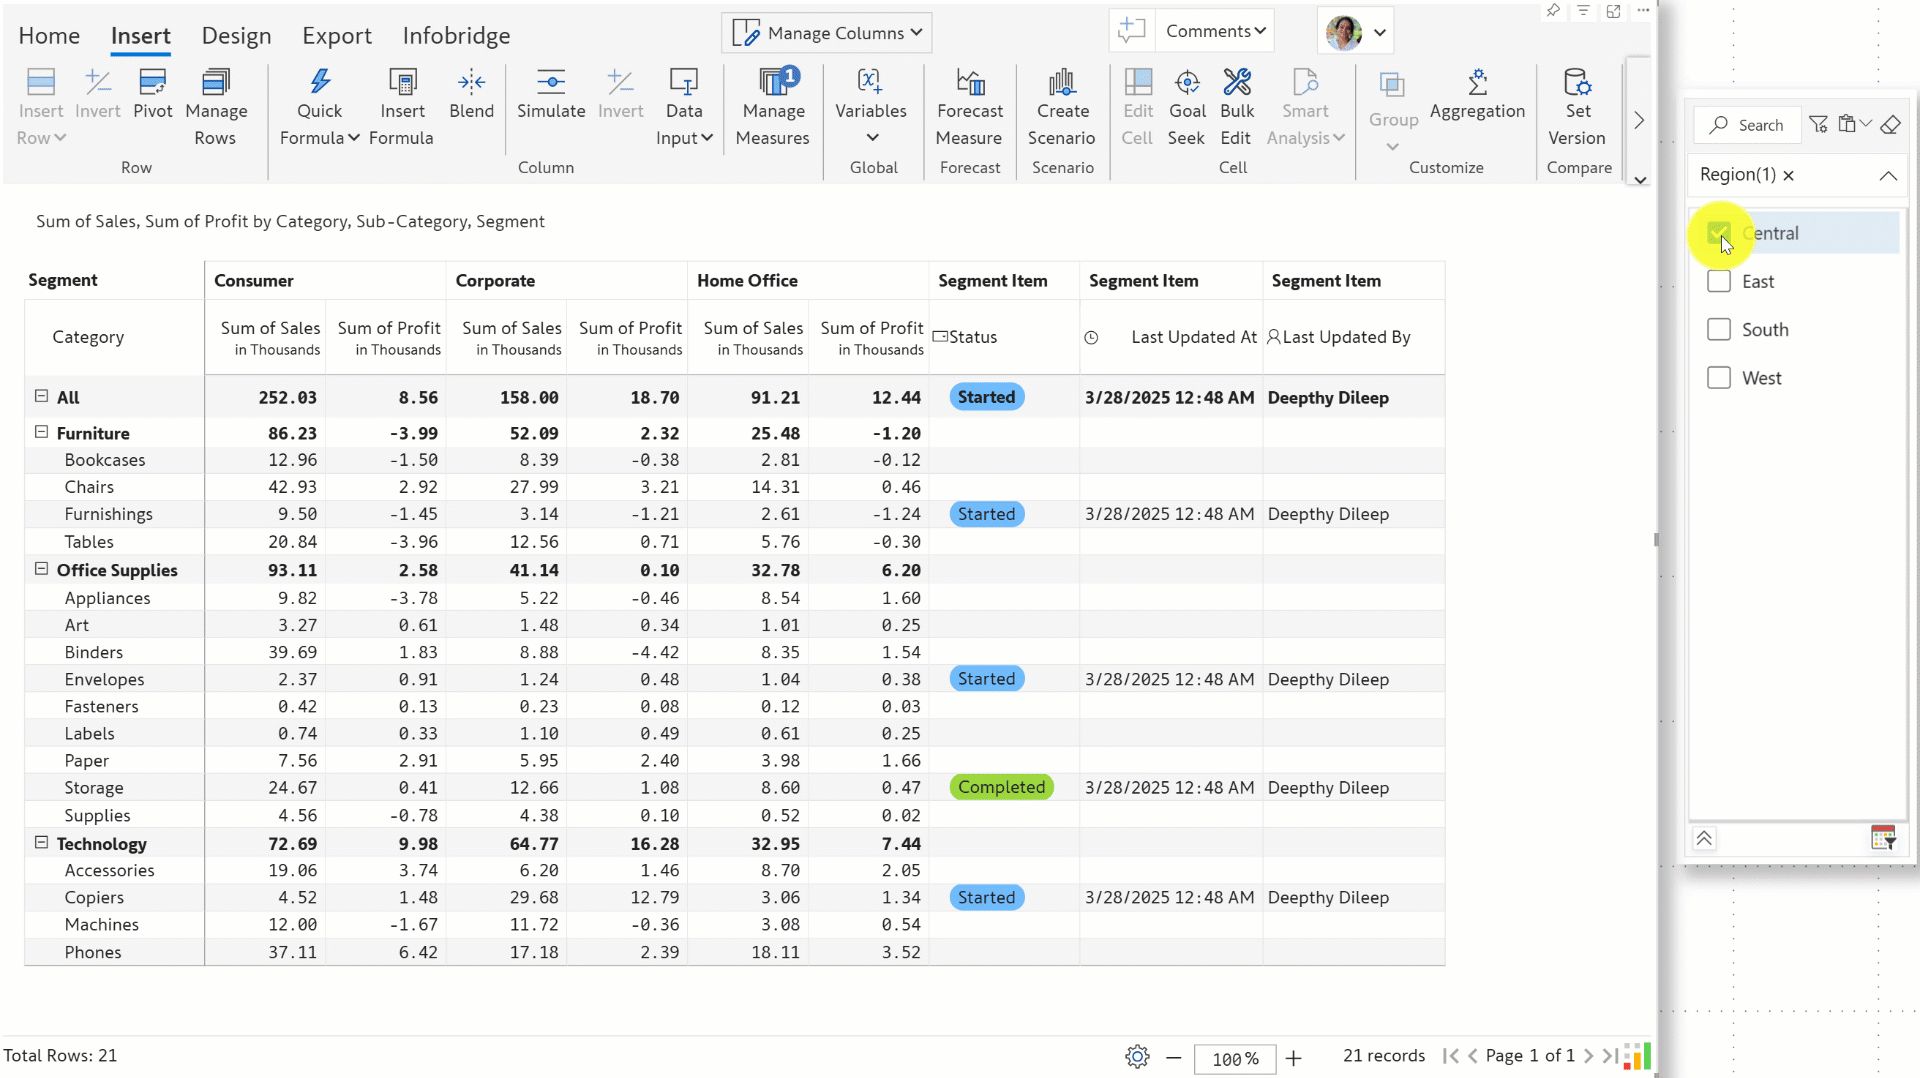 Home Insert Design Export Infobridge Manage Columns Comments
Insert Row Invert Pivot Manage Rows Row
Quick Formula Insert Formula Blend Simulate Invert Data Input Column
Manage Measures 1
Variables Global
Forecast Measure Forecast
Create Scenario Scenario
Edit Cell Goal Seek Bulk Edit Smart Analysis Cell
Group Aggregation Customize
Set Version Compare
Search
Region(1)
Central
East
South
West
Sum of Sales, Sum of Profit by Category, Sub-Category, Segment
Segment Consumer Corporate Home Office Segment Item Segment Item Segment Item
Category Sum of Sales in Thousands Sum of Profit in Thousands Sum of Sales in Thousands Sum of Profit in Thousands Sum of Sales in Thousands Sum of Profit in Thousands Status Last Updated At Last Updated By
All 252.03 8.56 158.00 18.70 91.21 12.44 Started 3/28/2025 12:48 AM Deepthy Dileep
Furniture 86.23 -3.99 52.09 2.32 25.48 -1.20
Bookcases 12.96 -1.50 8.39 -0.38 2.81 -0.12
Chairs 42.93 2.92 27.99 3.21 14.31 0.46
Furnishings 9.50 -1.45 3.14 -1.21 2.61 -1.24 Started 3/28/2025 12:48 AM Deepthy Dileep
Tables 20.84 -3.96 12.56 0.71 5.76 -0.30
Office Supplies 93.11 2.58 41.14 0.10 32.78 6.20
Appliances 9.82 -3.78 5.22 -0.46 8.54 1.60
Art 3.27 0.61 1.48 0.34 1.01 0.25
Binders 39.69 1.83 8.88 -4.42 8.35 1.54
Envelopes 2.37 0.91 1.24 0.48 1.04 0.38 Started 3/28/2025 12:48 AM Deepthy Dileep
Fasteners 0.42 0.13 0.23 0.08 0.12 0.03
Labels 0.74 0.33 1.10 0.49 0.61 0.25
Paper 7.56 2.91 5.95 2.40 3.98 1.66
Storage 24.67 0.41 12.66 1.08 8.60 0.47 Completed 3/28/2025 12:48 AM Deepthy Dileep
Supplies 4.56 -0.78 4.38 0.10 0.52 0.02
Technology 72.69 9.98 64.77 16.28 32.95 7.44
Accessories 19.06 3.74 6.20 1.46 8.70 2.05
Copiers 4.52 1.48 29.68 12.79 3.06 1.34 Started 3/28/2025 12:48 AM Deepthy Dileep
Machines 12.00 -1.67 11.72 -0.36 3.08 0.54
Phones 37.11 6.42 17.18 2.39 18.11 3.52
Total Rows: 21 100% 21 records Page 1 of 1